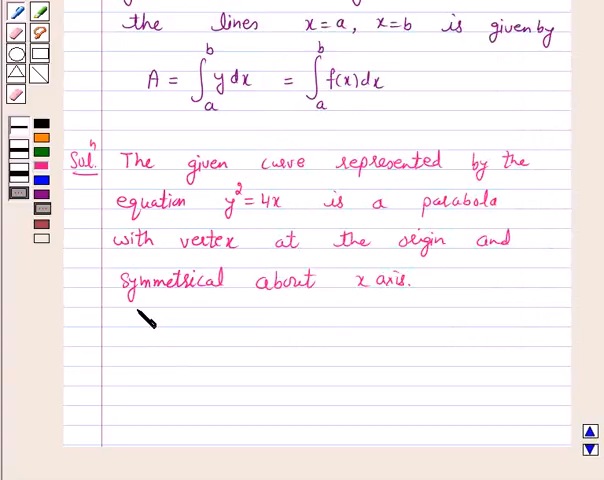 the lines x = a, x = b is given by
A = ∫_a^b y dx = ∫_a^b f(x) dx
Solⁿ. The given curve represented by the
equation y² = 4x is a parabola
with vertex at the origin and
symmetrical about x axis.